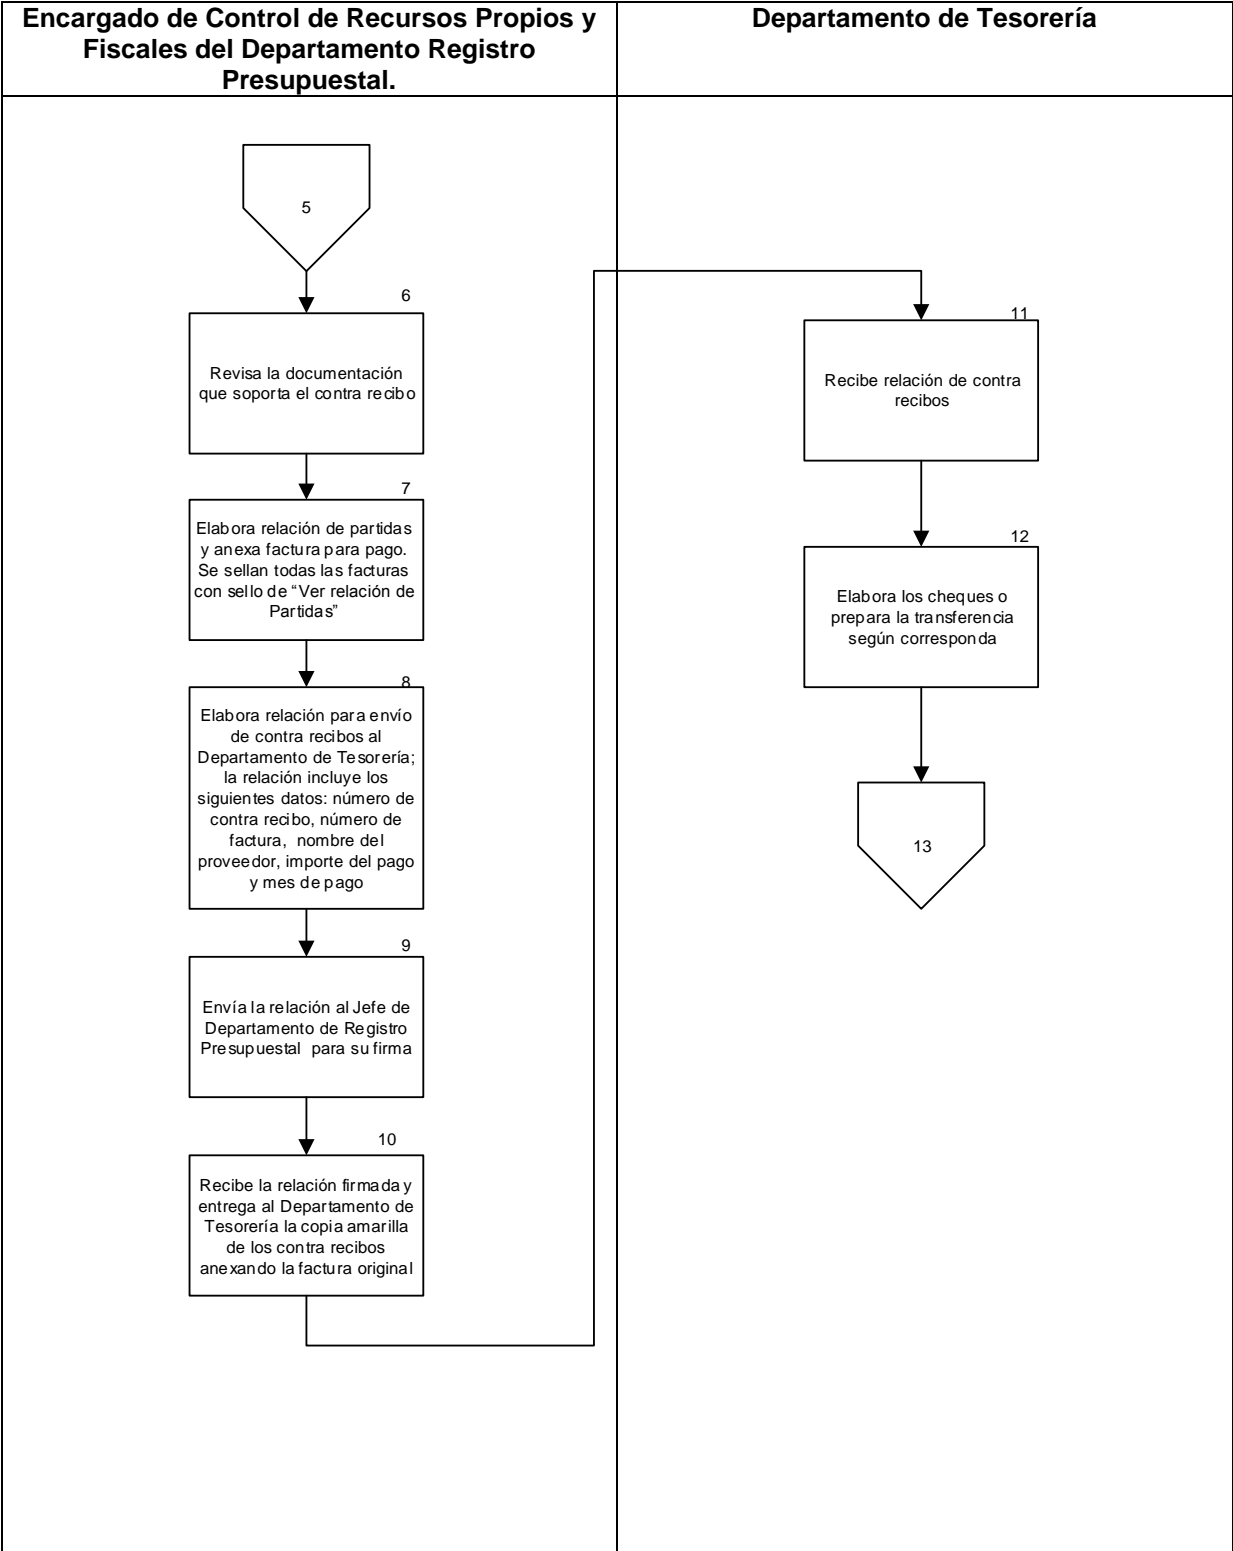 Encargado de Control de Recursos Propios y
Fiscales del Departamento Registro
Presupuestal.
Departamento de Tesorería
5
6
Revisa la documentación
que soporta el contra recibo
7
Elabora relación de partidas
y anexa factura para pago.
Se sellan todas las facturas
con sello de “Ver relación de
Partidas”
8
Elabora relación para envío
de contra recibos al
Departamento de Tesorería;
la relación incluye los
siguientes datos: número de
contra recibo, número de
factura, nombre del
proveedor, importe del pago
y mes de pago
9
Envía la relación al Jefe de
Departamento de Registro
Presupuestal para su firma
10
Recibe la relación firmada y
entrega al Departamento de
Tesorería la copia amarilla
de los contra recibos
anexando la factura original
11
Recibe relación de contra
recibos
12
Elabora los cheques o
prepara la transferencia
según corresponda
13